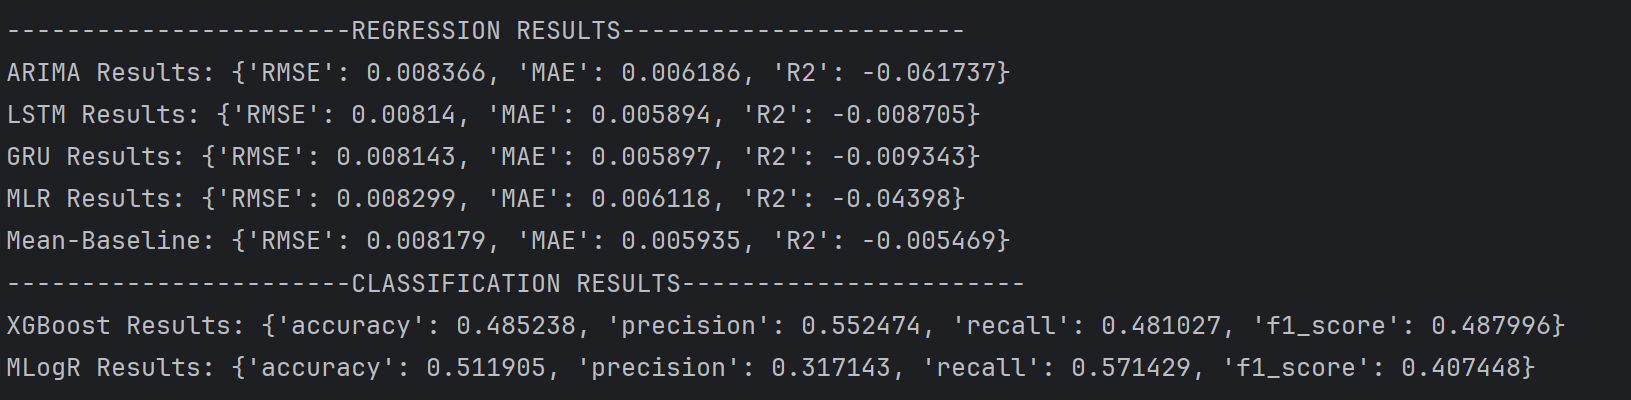 -----------------------REGRESSION RESULTS-----------------------
ARIMA Results: {'RMSE': 0.008366, 'MAE': 0.006186, 'R2': -0.061737}
LSTM Results: {'RMSE': 0.00814, 'MAE': 0.005894, 'R2': -0.008705}
GRU Results: {'RMSE': 0.008143, 'MAE': 0.005897, 'R2': -0.009343}
MLR Results: {'RMSE': 0.008299, 'MAE': 0.006118, 'R2': -0.04398}
Mean-Baseline: {'RMSE': 0.008179, 'MAE': 0.005935, 'R2': -0.005469}
-----------------------CLASSIFICATION RESULTS-----------------------
XGBoost Results: {'accuracy': 0.485238, 'precision': 0.552474, 'recall': 0.481027, 'f1_score': 0.487996}
MLogR Results: {'accuracy': 0.511905, 'precision': 0.317143, 'recall': 0.571429, 'f1_score': 0.407448}